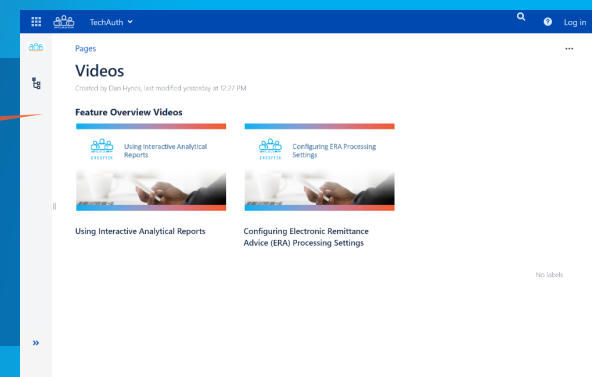 TechAuth
Log in
Pages
Videos
Created by Dan Hynes, last modified yesterday at 12:27 PM
Feature Overview Videos
Using Interactive Analytical
Reports
Configuring ERA Processing
Settings
Using Interactive Analytical Reports
Configuring Electronic Remittance
Advice (ERA) Processing Settings
No labels